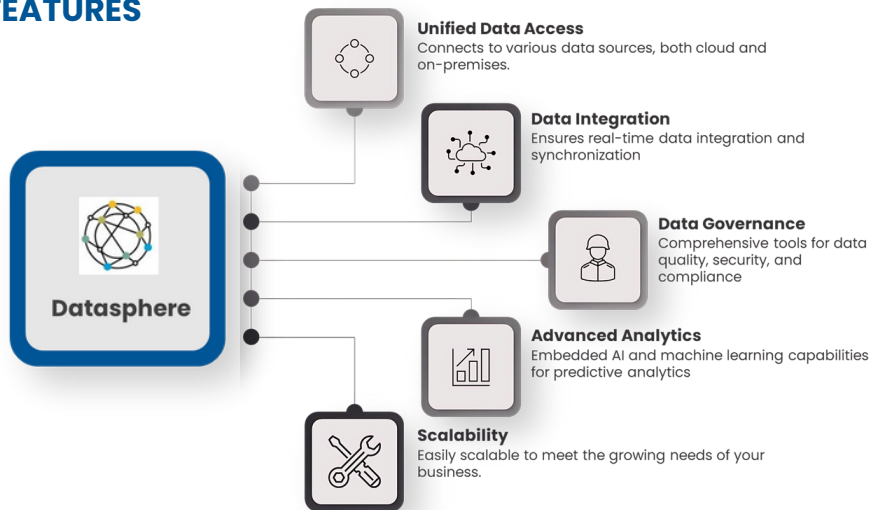 FEATURES
Unified Data Access
Connects to various data sources, both cloud and
on-premises.
Data Integration
Ensures real-time data integration and
synchronization
Data Governance
Comprehensive tools for data
quality, security, and
compliance
Datasphere
Advanced Analytics
Embedded AI and machine learning capabilities
for predictive analytics
Scalability
Easily scalable to meet the growing needs of your
business.